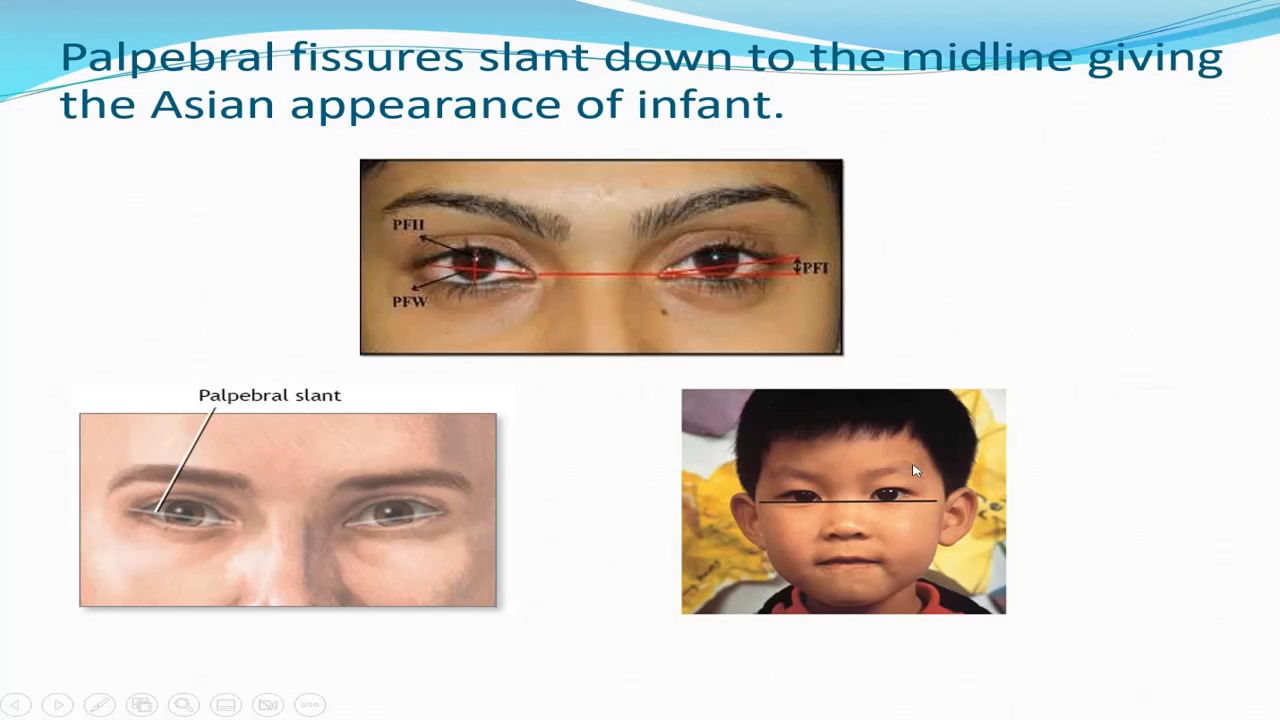 Palpebral fissures slant down to the midline giving
the Asian appearance of infant.
PFH
PFI
PFW
Palpebral slant